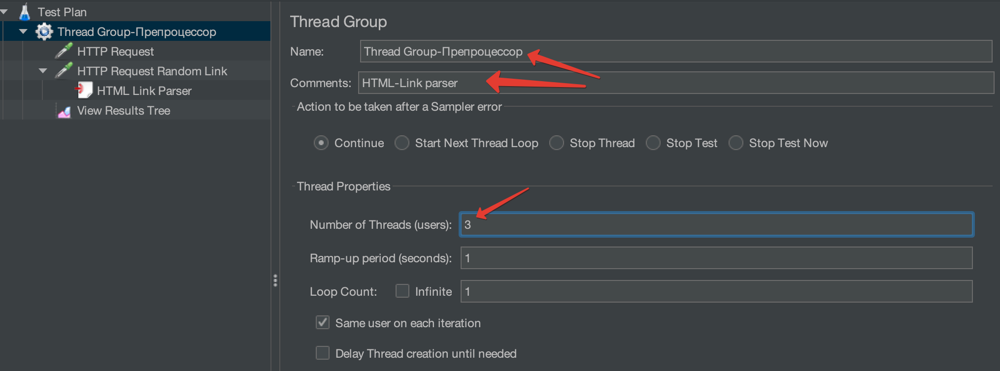 Test Plan
Thread Group-Препроцессор
HTTP Request
HTTP Request Random Link
HTML Link Parser
View Results Tree
Thread Group
Name: Thread Group-Препроцессор
Comments: HTML-Link parser
Action to be taken after a Sampler error
Continue Start Next Thread Loop Stop Thread Stop Test Stop Test Now
Thread Properties
Number of Threads (users): 3
Ramp-up period (seconds): 1
Loop Count: Infinite 1
Same user on each iteration
Delay Thread creation until needed